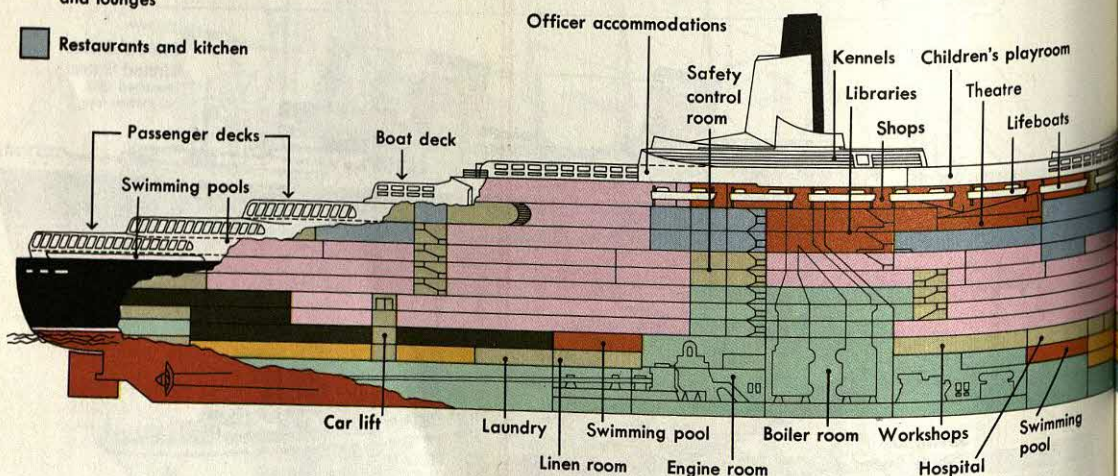 and lounges
Restaurants and kitchen
Officer accommodations
Passenger decks
Boat deck
Swimming pools
Safety
control
room
Kennels
Libraries
Shops
Children's playroom
Theatre
Lifeboats
Car lift
Laundry
Linen room
Swimming pool
Engine room
Boiler room
Workshops
Hospital
Swimming
pool